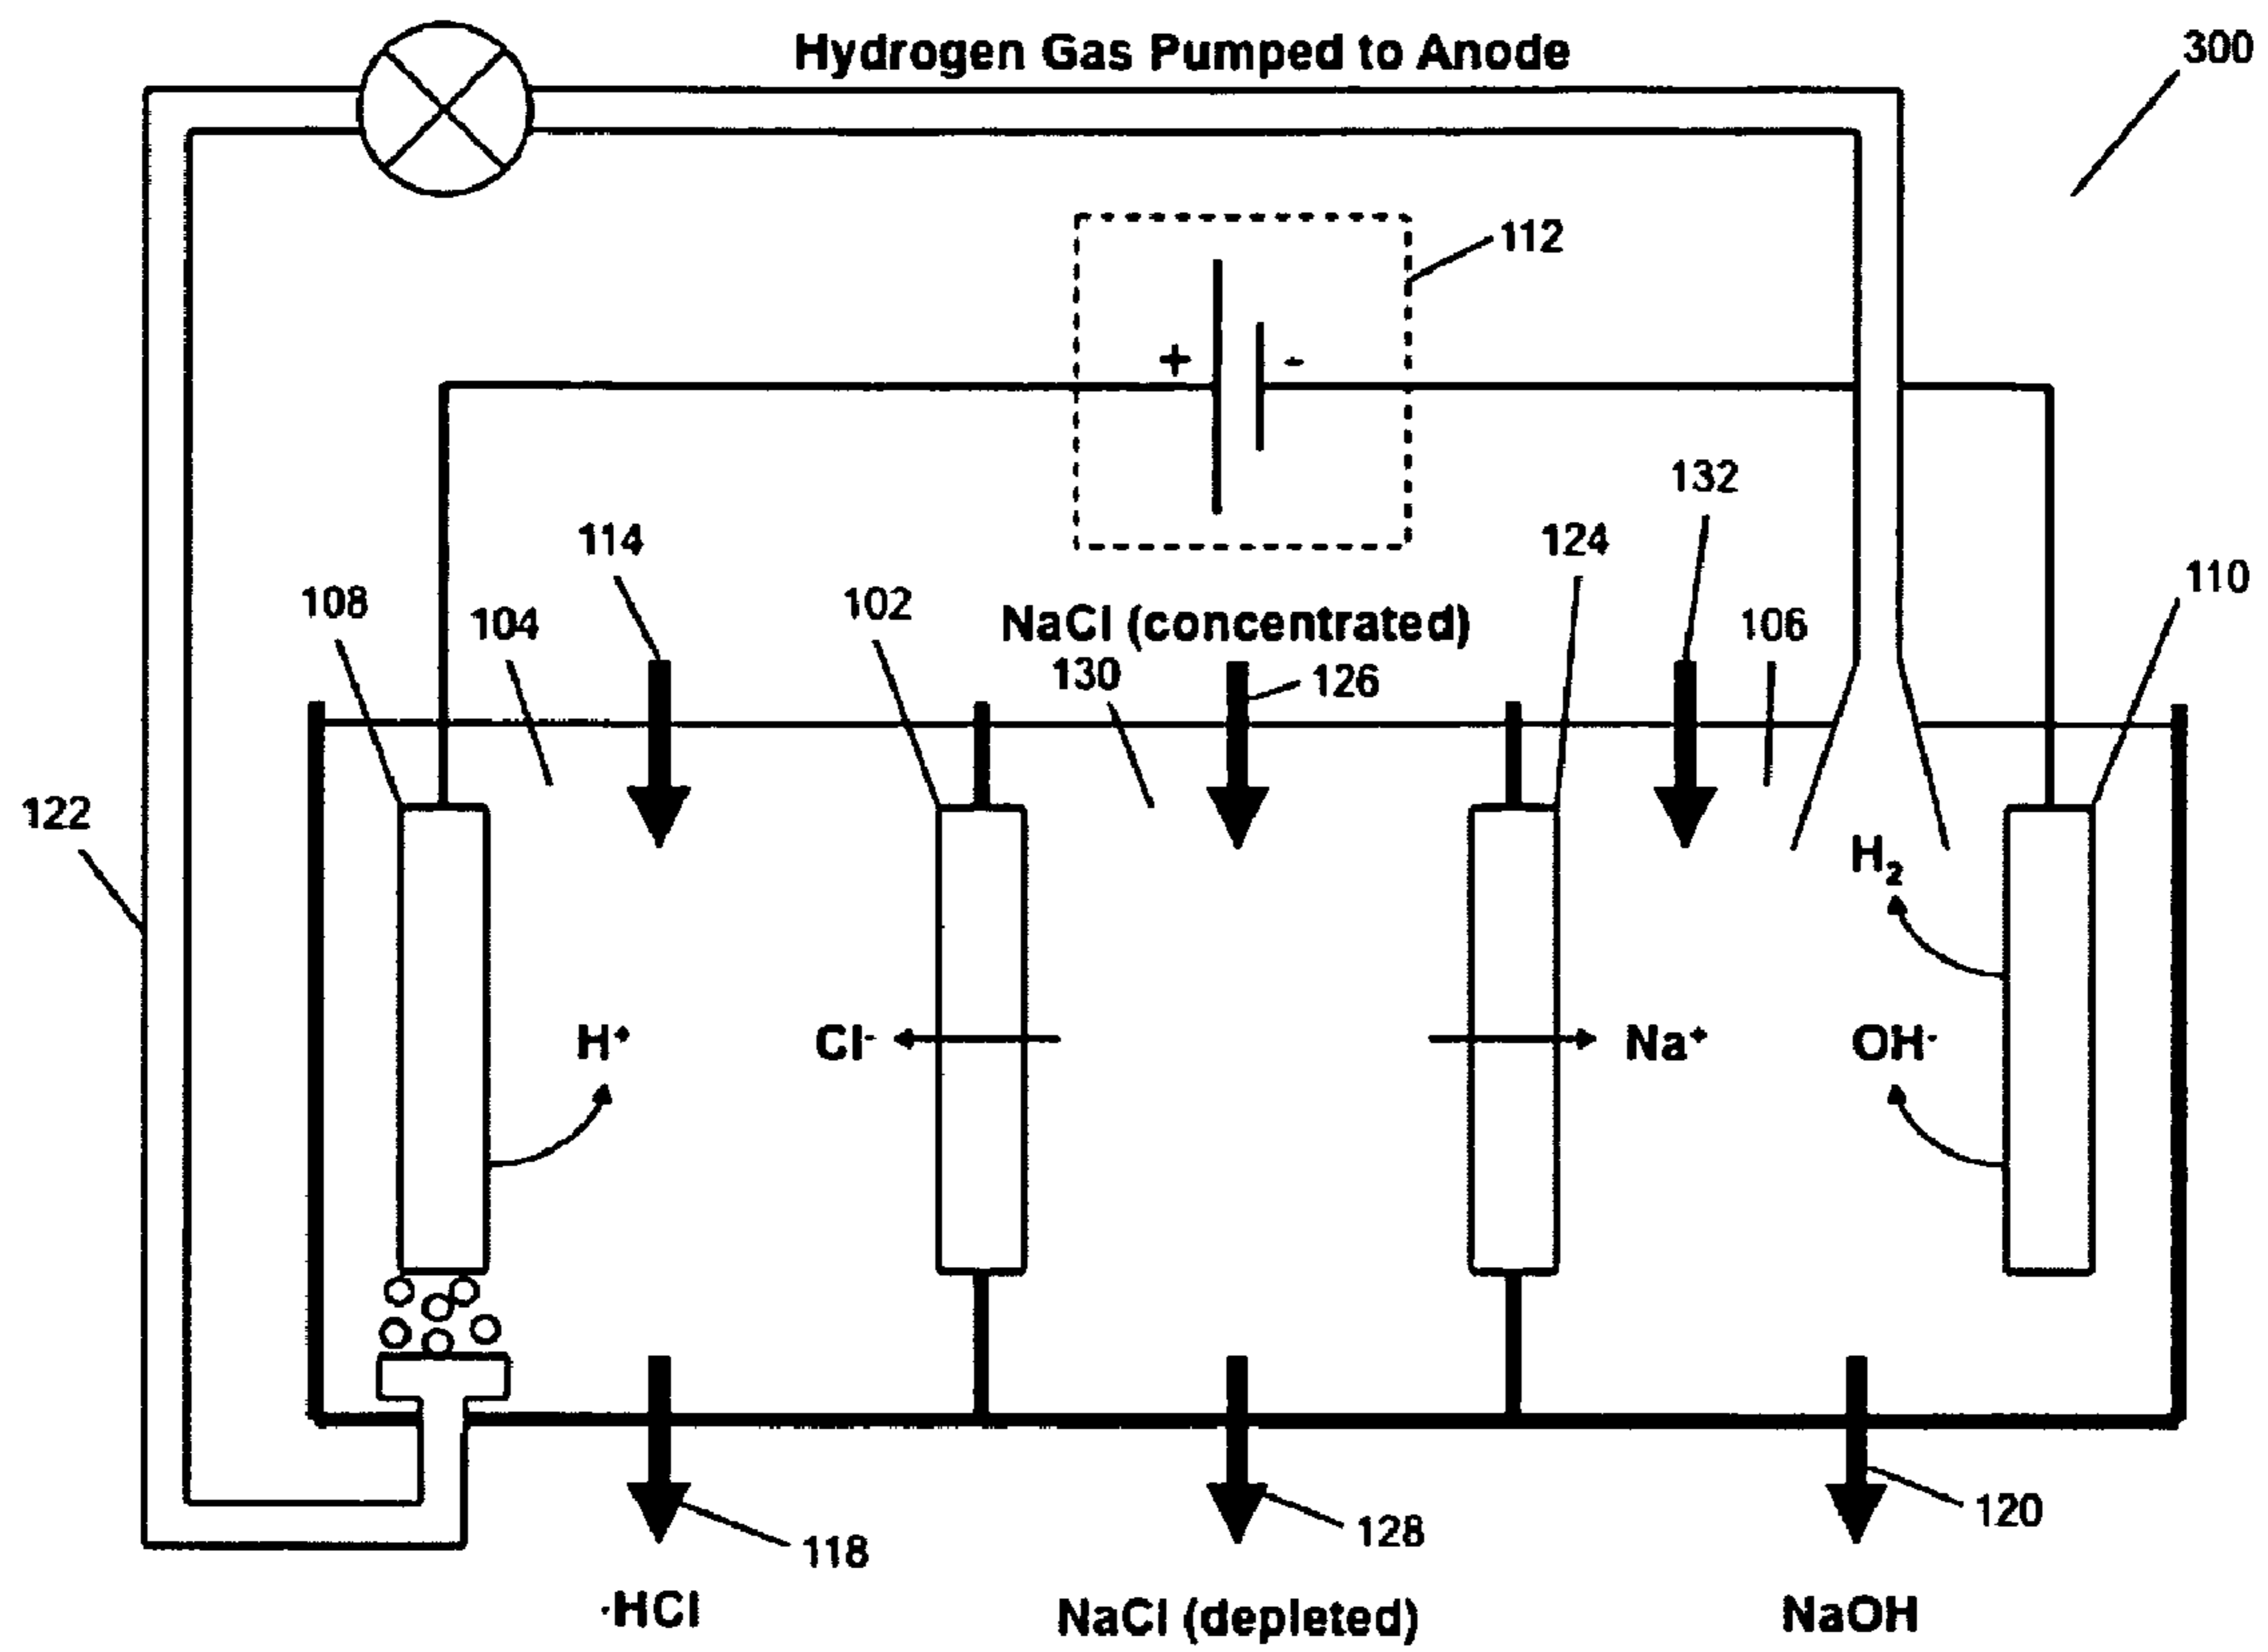 Hydrogen Gas Pumped to Anode
300
112
+ -
132
114
124
108
104
102
NaCl (concentrated)
106
110
130
126
122
H₂
H⁺
Cl⁻
Na⁺
OH⁻
118
128
120
·HCl
NaCl (depleted)
NaOH